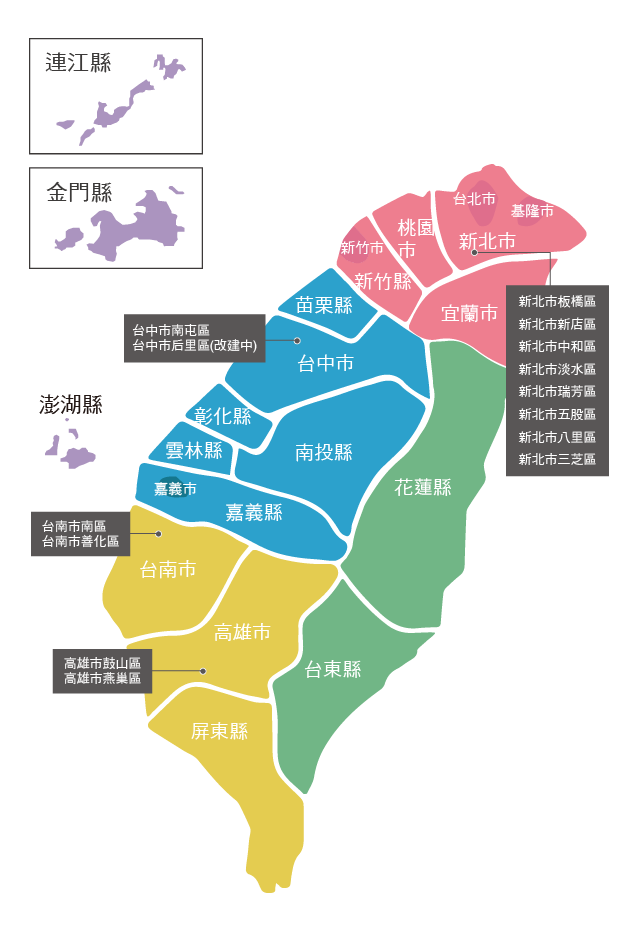 連江縣
金門縣
台北市
基隆市
桃園
市
新北市
新竹市
新竹縣
宜蘭市
苗栗縣
新北市板橋區
新北市新店區
新北市中和區
新北市淡水區
新北市瑞芳區
新北市五股區
新北市八里區
新北市三芝區
台中市南屯區
台中市后里區(改建中)
台中市
澎湖縣
彰化縣
雲林縣
南投縣
花蓮縣
嘉義市
嘉義縣
台南市南區
台南市善化區
台南市
高雄市
高雄市鼓山區
高雄市燕巢區
台東縣
屏東縣